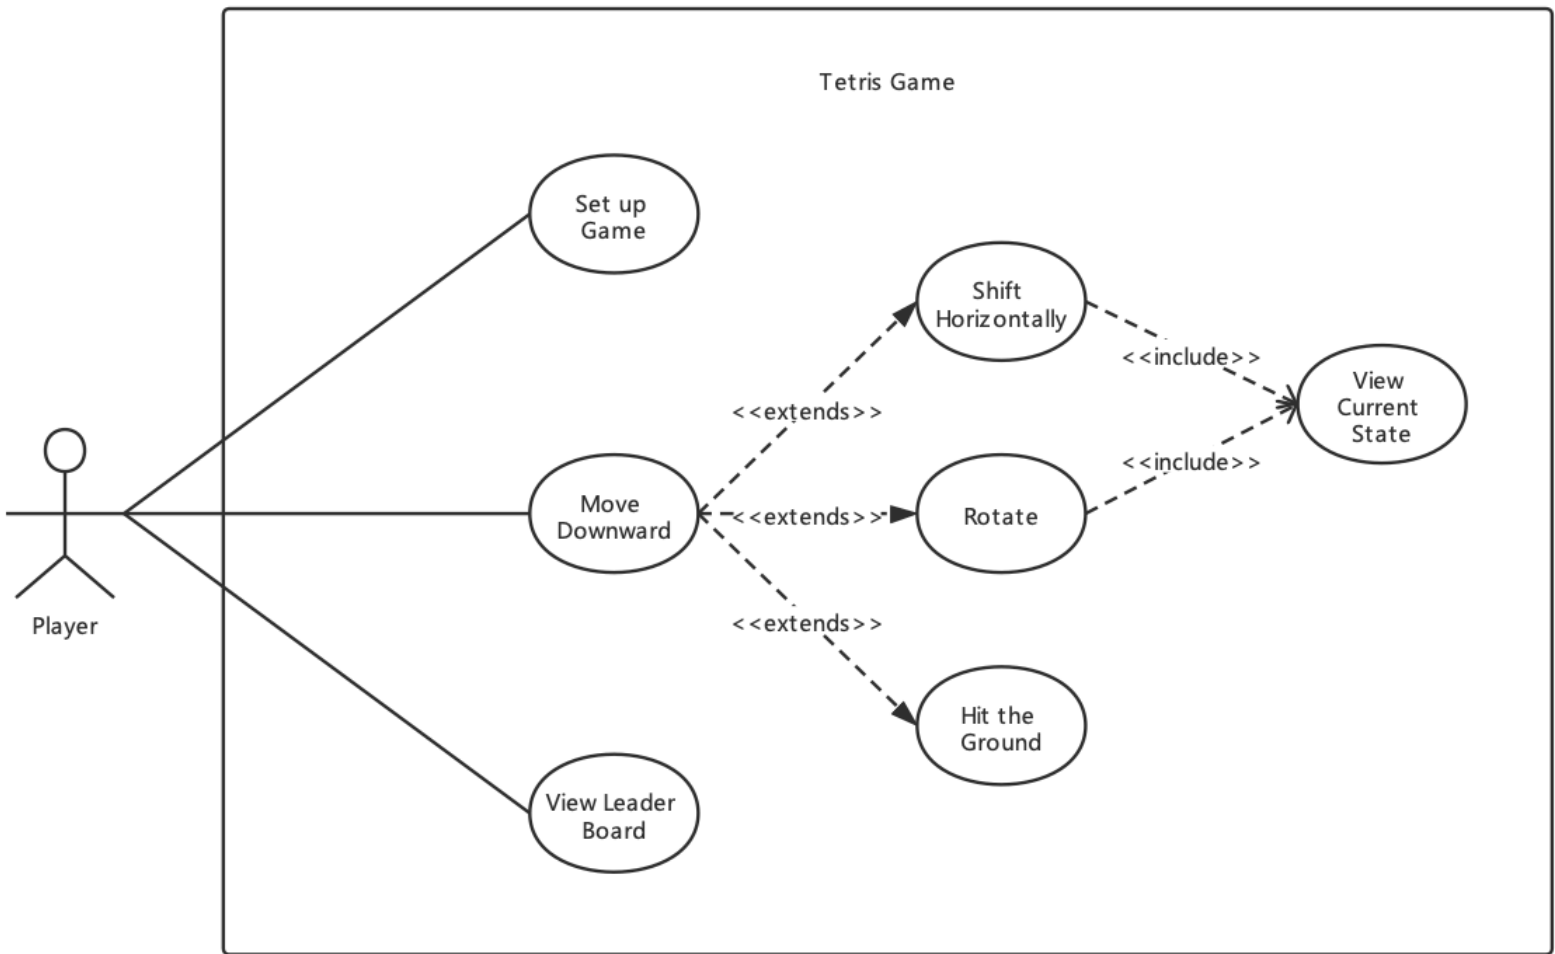 Tetris Game
Set up
Game
Shift
Horizontally
<<include>>
View
Current
State
<<extends>>
<<include>>
Move
Downward
<<extends>>
Rotate
Player
<<extends>>
Hit the
Ground
View Leader
Board